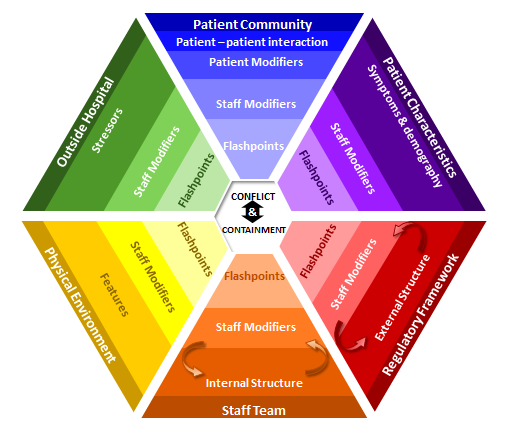 Patient Community
Patient – patient interaction
Patient Modifiers
Staff Modifiers
Flashpoints
Outside Hospital
Stressors
Staff Modifiers
Flashpoints
Patient Characteristics
Symptoms & demography
Staff Modifiers
Flashpoints
CONFLICT
&
CONTAINMENT
Physical Environment
Features
Staff Modifiers
Flashpoints
Flashpoints
Staff Modifiers
Internal Structure
Staff Team
Flashpoints
Staff Modifiers
External Structure
Regulatory Framework